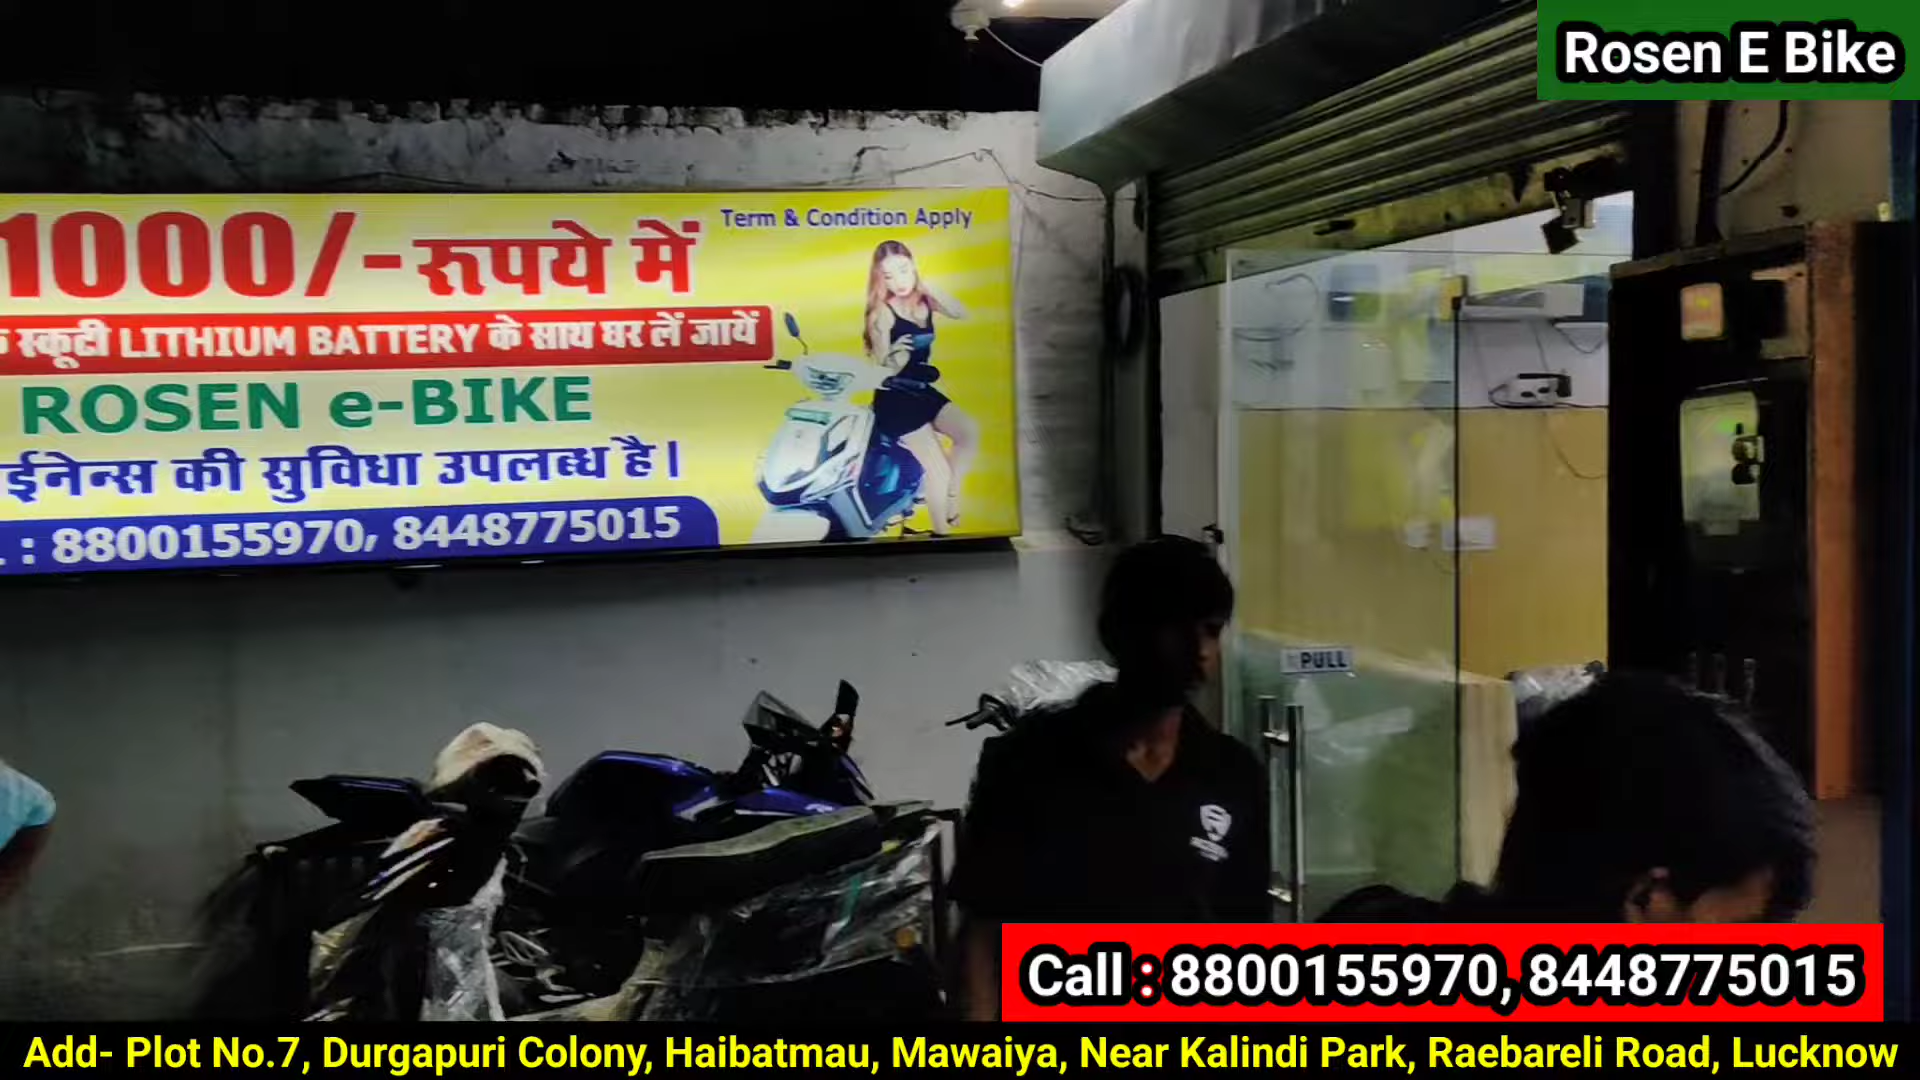 Rosen E Bike
1000/-रूपये में
Term & Condition Apply
स्कूटी LITHIUM BATTERY के साथ घर लें जायें
ROSEN e-BIKE
ईनेन्स की सुविधा उपलब्ध है।
: 8800155970, 8448775015
PULL
Call : 8800155970, 8448775015
Add- Plot No.7, Durgapuri Colony, Haibatmau, Mawaiya, Near Kalindi Park, Raebareli Road, Lucknow